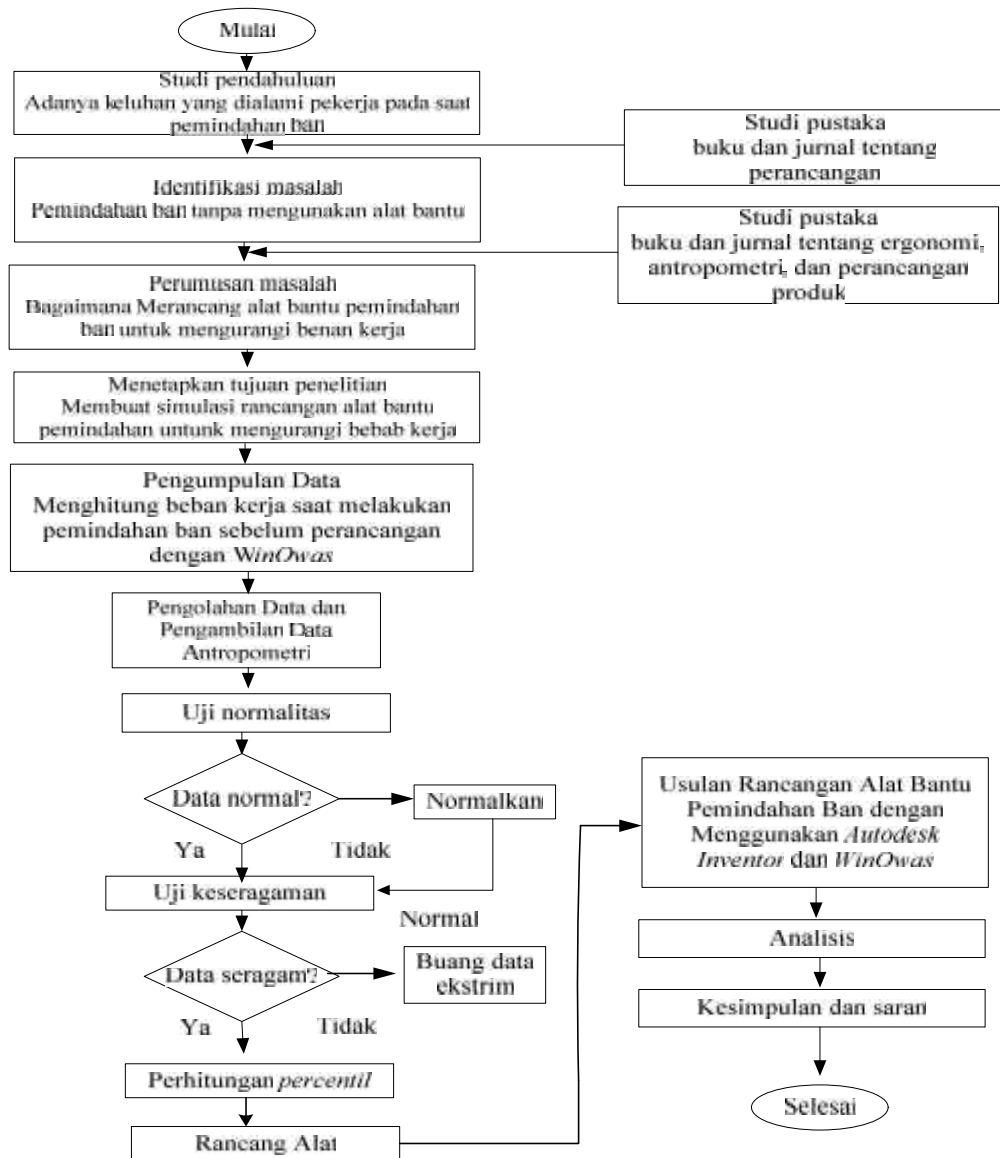 Mulai
Studi pendahuluan
Adanya keluhan yang dialami pekerja pada saat
pemindahan ban
Studi pustaka
buku dan jurnal tentang
perancangan
Identifikasi masalah
Pemindahan ban tanpa mengunakan alat bantu
Studi pustaka
buku dan jurnal tentang ergonomi,
antropometri, dan perancangan
produk
Perumusan masalah
Bagaimana Merancang alat bantu pemindahan
ban untuk mengurangi benan kerja
Menetapkan tujuan penelitian
Membuat simulasi rancangan alat bantu
pemindahan untunk mengurangi bebab kerja
Pengumpulan Data
Menghitung beban kerja saat melakukan
pemindahan ban sebelum perancangan
dengan WinOwas
Pengolahan Data dan
Pengambilan Data
Antropometri
Uji normalitas
Data normal?
Normalkan
Ya
Tidak
Uji keseragaman
Normal
Data seragam?
Buang data
ekstrim
Ya
Tidak
Perhitungan percentil
Rancang Alat
Usulan Rancangan Alat Bantu
Pemindahan Ban dengan
Menggunakan Autodesk
Inventor dan WinOwas
Analisis
Kesimpulan dan saran
Selesai